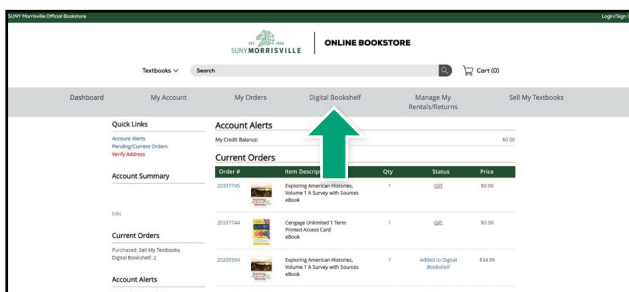 SUNY Morrisville Official Bookstore
Login/Sign
EST. 1908
SUNY MORRISVILLE
ONLINE BOOKSTORE
Textbooks
Search
Cart (0)
Dashboard
My Account
My Orders
Digital Bookshelf
Manage My
Rentals/Returns
Sell My Textbooks
Quick Links
Account Alerts
Pending/Current Orders
Verify Address
Account Summary
Edit
Current Orders
Purchased: Sell My Textbooks
Digital Bookshelf: 2
Account Alerts
Account Alerts
My Credit Balance:
$0.00
Current Orders
Order # Item Descrip Qty Status Price
20317745 Exploring American Histories, 1 Gift $0.00
Volume 1 A Survey with Sources
eBook
20317744 Cengage Unlimited 1 Term 1 Gift $0.00
Printed Access Card
eBook
20209594 Exploring American Histories, 1 Added to Digital $34.99
Volume 1 A Survey with Sources Bookshelf
eBook